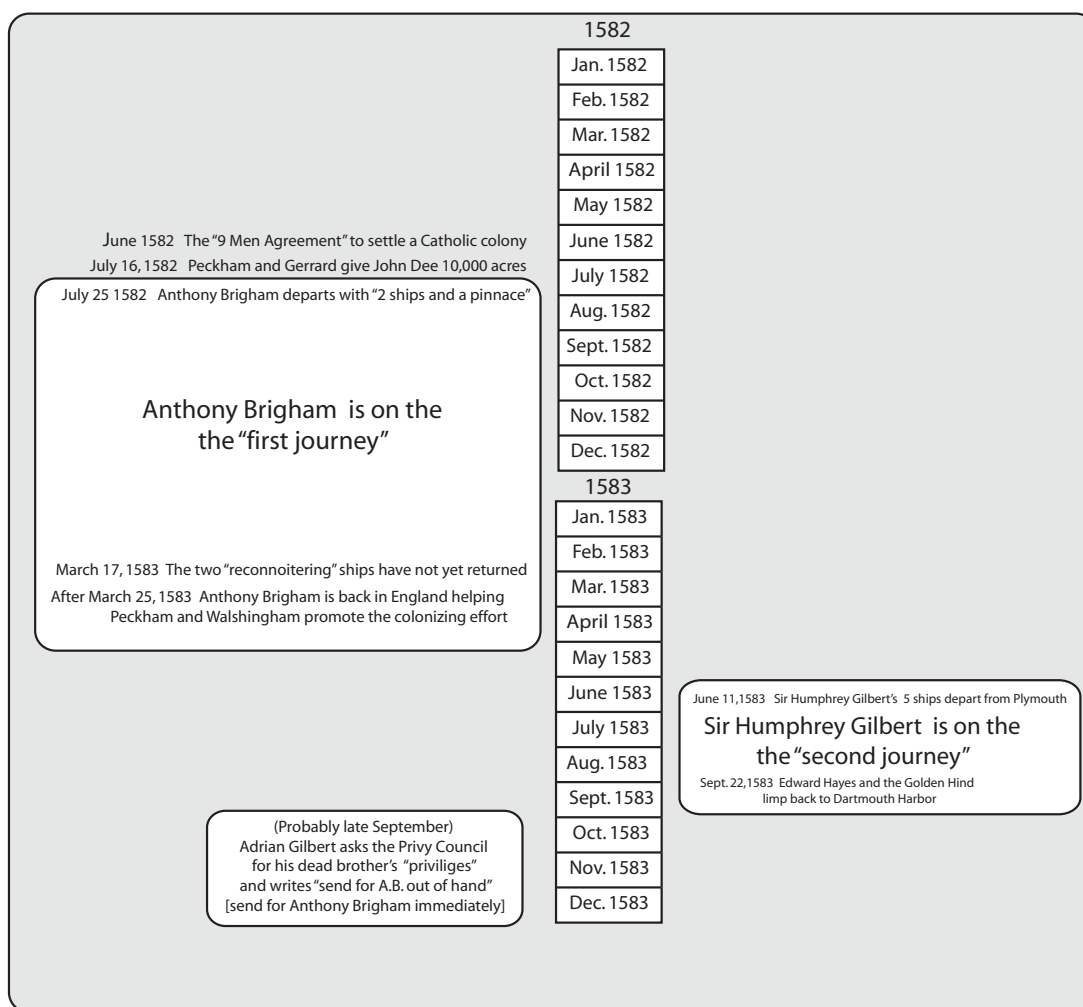 1582
Jan. 1582
Feb. 1582
Mar. 1582
April 1582
May 1582
June 1582
July 1582
Aug. 1582
Sept. 1582
Oct. 1582
Nov. 1582
Dec. 1582
June 1582 The “9 Men Agreement” to settle a Catholic colony
July 16, 1582 Peckham and Gerrard give John Dee 10,000 acres
July 25 1582 Anthony Brigham departs with “2 ships and a pinnace”
Anthony Brigham is on the
the “first journey”
March 17, 1583 The two “reconnoitering” ships have not yet returned
After March 25, 1583 Anthony Brigham is back in England helping
Peckham and Walshingham promote the colonizing effort
1583
Jan. 1583
Feb. 1583
Mar. 1583
April 1583
May 1583
June 1583
July 1583
Aug. 1583
Sept. 1583
Oct. 1583
Nov. 1583
Dec. 1583
June 11,1583 Sir Humphrey Gilbert’s 5 ships depart from Plymouth
Sir Humphrey Gilbert is on the
the “second journey”
Sept. 22,1583 Edward Hayes and the Golden Hind
limp back to Dartmouth Harbor
(Probably late September)
Adrian Gilbert asks the Privy Council
for his dead brother’s “priviliges”
and writes “send for A.B. out of hand”
[send for Anthony Brigham immediately]